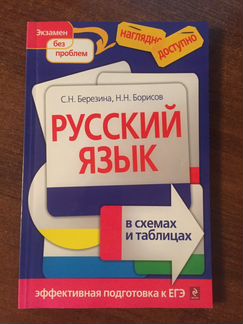 Экзамен
без
проблем
наглядно
доступно
С.Н. Березина, Н.Н. Борисов
РУССКИЙ
ЯЗЫК
в схемах
и таблицах
эффективная подготовка к ЕГЭ